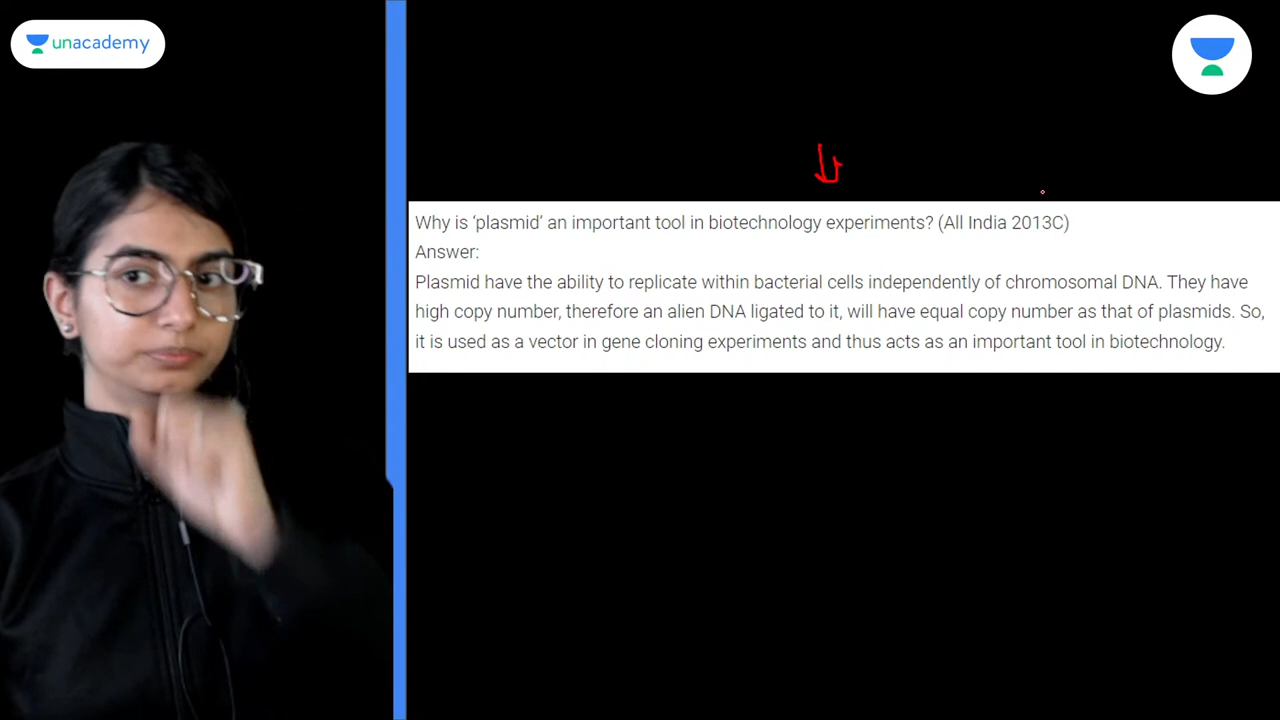 unacademy
Why is ‘plasmid’ an important tool in biotechnology experiments? (All India 2013C)
Answer:
Plasmid have the ability to replicate within bacterial cells independently of chromosomal DNA. They have
high copy number, therefore an alien DNA ligated to it, will have equal copy number as that of plasmids. So,
it is used as a vector in gene cloning experiments and thus acts as an important tool in biotechnology.